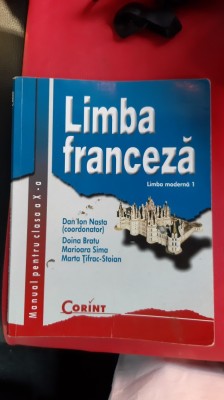 Limba
franceză
Limba modernă 1
Dan Ion Nasta
(coordonator)
Doina Bratu
Marioara Sima
Marta Țifrac-Stoian
Manual pentru clasa a X-a
CORINT